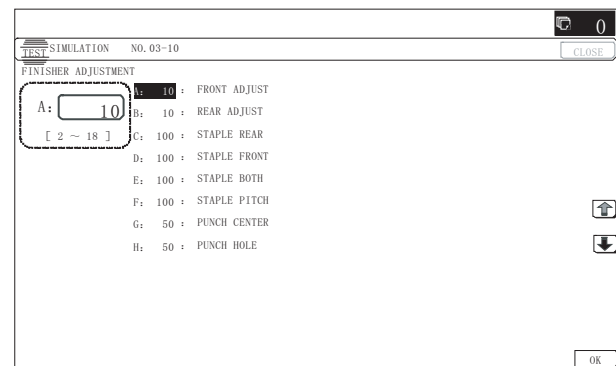 0
TEST SIMULATION NO.03-10
CLOSE
FINISHER ADJUSTMENT
A: 10
[ 2 ~ 18 ]
A: 10 : FRONT ADJUST
B: 10 : REAR ADJUST
C: 100 : STAPLE REAR
D: 100 : STAPLE FRONT
E: 100 : STAPLE BOTH
F: 100 : STAPLE PITCH
G: 50 : PUNCH CENTER
H: 50 : PUNCH HOLE
OK